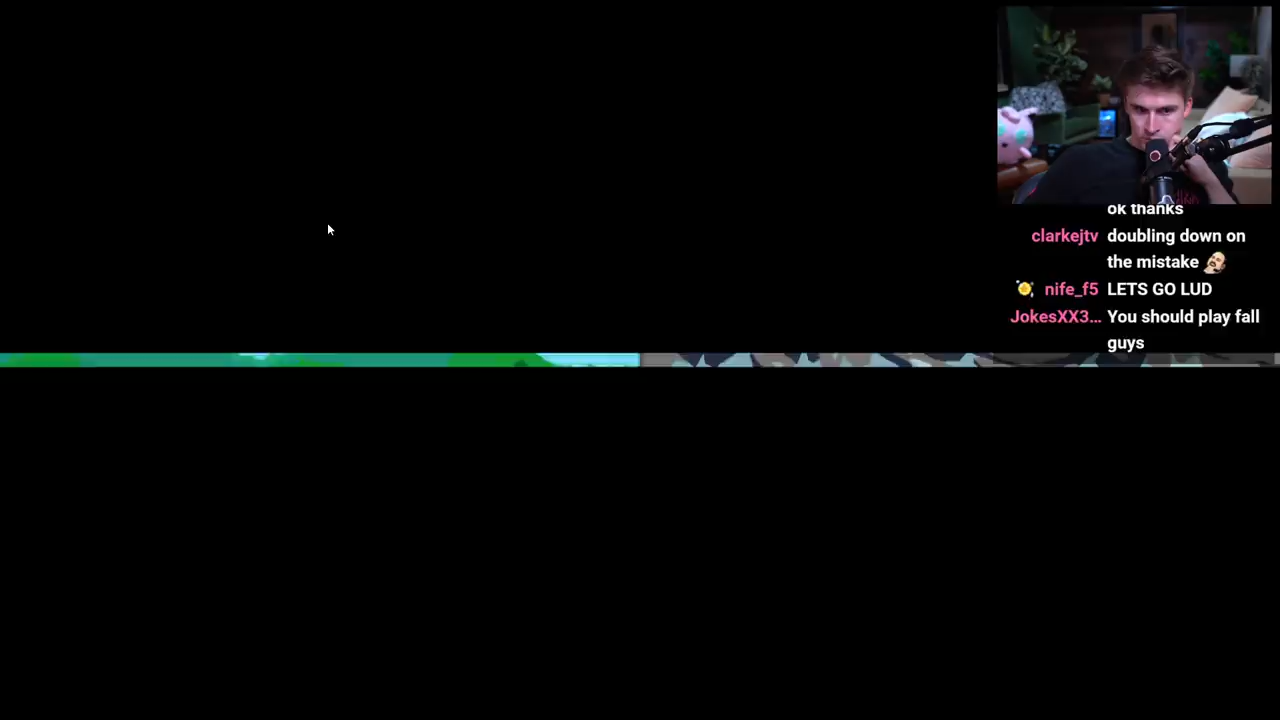 ok thanks
clarkejtv doubling down on
the mistake
nife_f5 LETS GO LUD
JokesXX3... You should play fall
guys